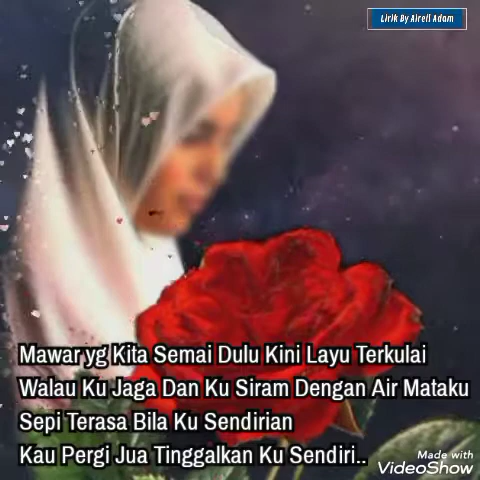 Lirik By Airell Adam
Mawar yg Kita Semai Dulu Kini Layu Terkulai
Walau Ku Jaga Dan Ku Siram Dengan Air Mataku
Sepi Terasa Bila Ku Sendirian
Kau Pergi Jua Tinggalkan Ku Sendiri..
Made with
VideoShow